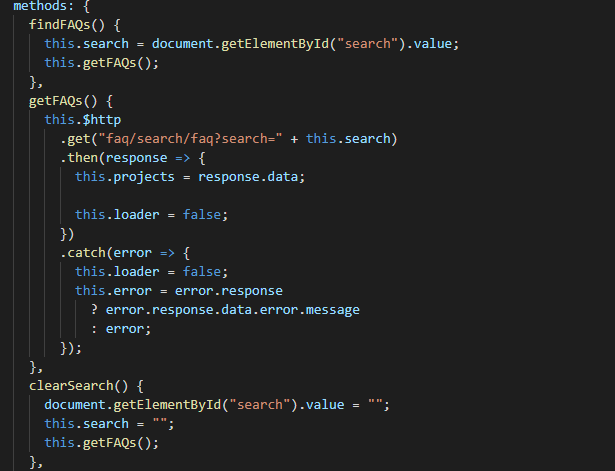 methods: {
findFAQs() {
this.search = document.getElementById("search").value;
this.getFAQs();
},
getFAQs() {
this.$http
.get("faq/search/faq?search=" + this.search)
.then(response => {
this.projects = response.data;
this.loader = false;
})
.catch(error => {
this.loader = false;
this.error = error.response
? error.response.data.error.message
: error;
});
},
clearSearch() {
document.getElementById("search").value = "";
this.search = "";
this.getFAQs();
},